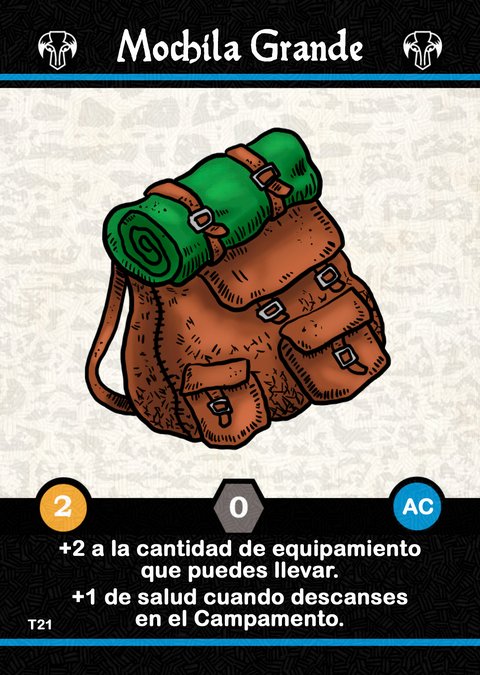 Mochila Grande
2
0
AC
+2 a la cantidad de equipamiento
que puedes llevar.
+1 de salud cuando descanses
en el Campamento.
T21